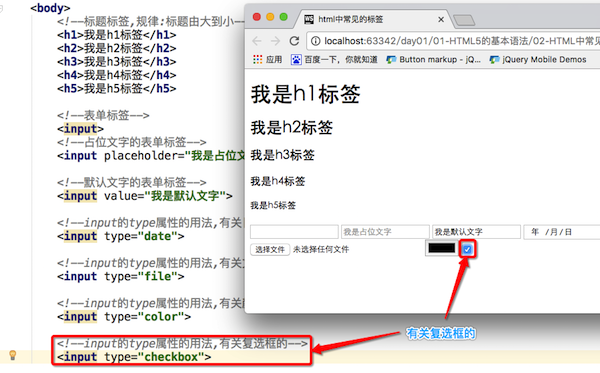 <body>
<!--标题标签,规律:标题由大到小--
<h1>我是h1标签</h1>
<h2>我是h2标签</h2>
<h3>我是h3标签</h3>
<h4>我是h4标签</h4>
<h5>我是h5标签</h5>
<!--表单标签-->
<input>
<!--占位文字的表单标签-->
<input placeholder="我是占位文
<!--默认文字的表单标签-->
<input value="我是默认文字">
<!--input的type属性的用法,有关
<input type="date">
<!--input的type属性的用法,有关
<input type="file">
<!--input的type属性的用法,有关
<input type="color">
<!--input的type属性的用法,有关复选框的-->
<input type="checkbox">
html中常见的标签
localhost:63342/day01/01-HTML5的基本语法/02-HTML中常见
应用 百度一下,你就知道 Button markup - jQ... jQuery Mobile Demos
我是h1标签
我是h2标签
我是h3标签
我是h4标签
我是h5标签
我是占位文字 我是默认文字 年 /月/日
选择文件 未选择任何文件
有关复选框的